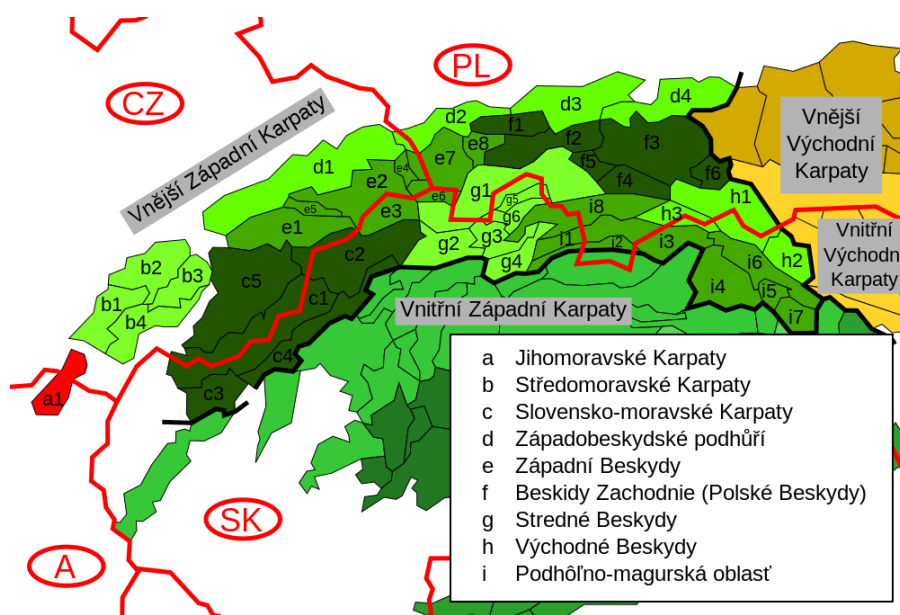 PL
CZ
d4
d3
Vnější Západní Karpaty
d2
f1
Vnější
Východní
Karpaty
f2
f3
e8
e7
f5
d1
e4
e2
f4
f6
g1
e6
h1
g5
e5
e3
i8
h3
g6
e1
g3
i1
i2
i3
Vnitřní
Východn
Karpaty
g2
c2
b2
b3
g4
h2
i6
c5
i4
i5
c1
b1
b4
Vnitřní Západní Karpaty
i7
c4
c3
a1
a Jihomoravské Karpaty
b Středomoravské Karpaty
c Slovensko-moravské Karpaty
d Západobeskydské podhůří
e Západní Beskydy
f Beskidy Zachodnie (Polské Beskydy)
g Stredné Beskydy
h Východné Beskydy
i Podhôľno-magurská oblasť
SK
A